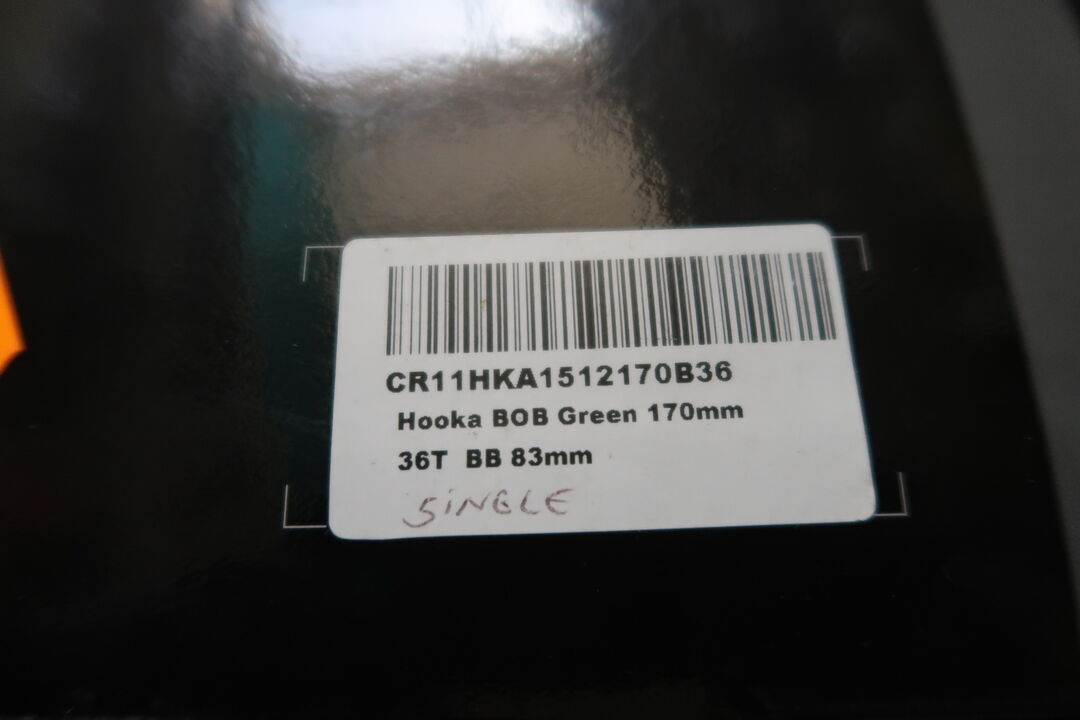 CR11HKA1512170B36
Hooka BOB Green 170mm
36T BB 83mm
SiNGLE